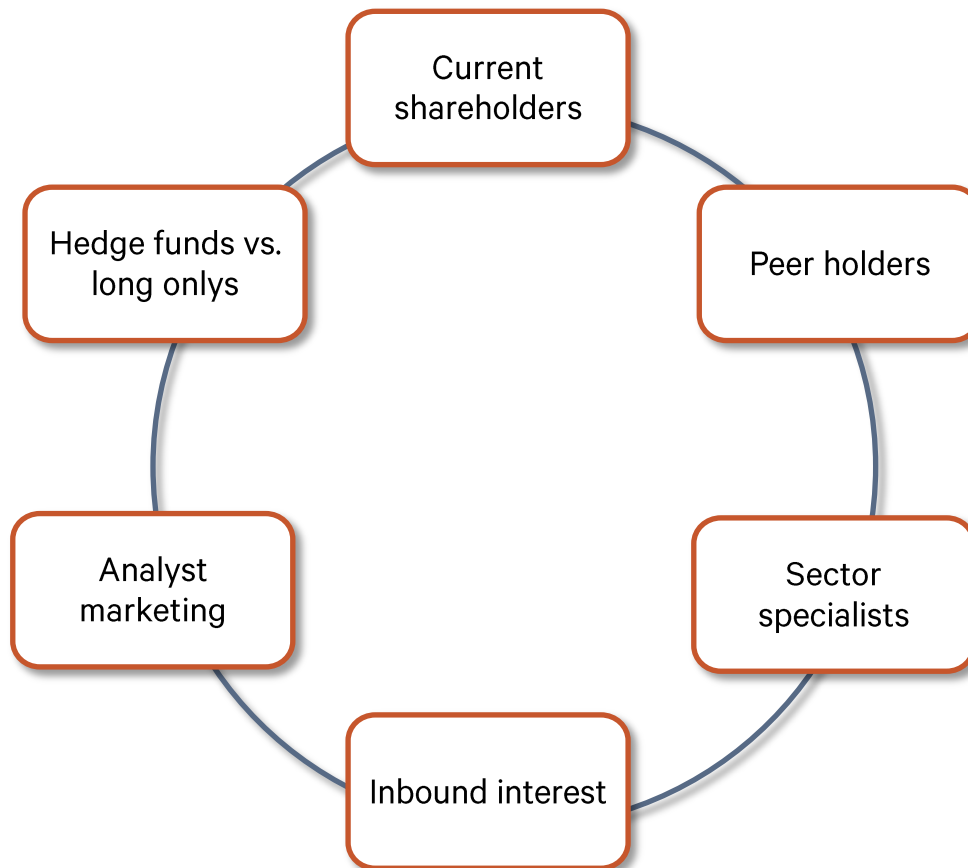 Current
shareholders
Peer holders
Sector
specialists
Inbound interest
Analyst
marketing
Hedge funds vs.
long onlys